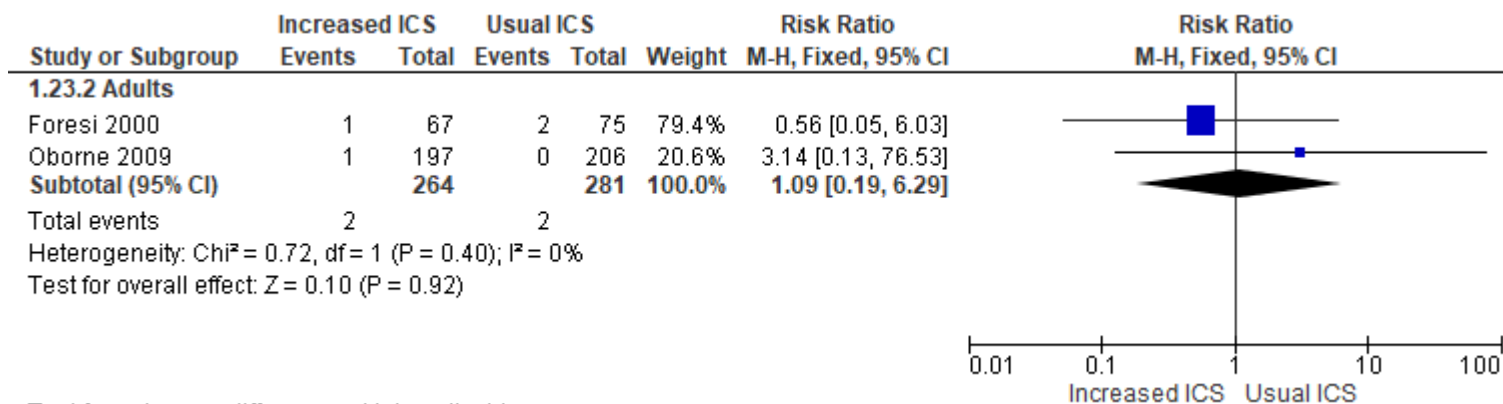 Increased ICS Usual ICS Risk Ratio Risk Ratio
Study or Subgroup Events Total Events Total Weight M-H, Fixed, 95% CI M-H, Fixed, 95% CI
1.23.2 Adults
Foresi 2000 1 67 2 75 79.4% 0.56 [0.05, 6.03]
Oborne 2009 1 197 0 206 20.6% 3.14 [0.13, 76.53]
Subtotal (95% CI) 264 281 100.0% 1.09 [0.19, 6.29]
Total events 2 2
Heterogeneity: Chi² = 0.72, df = 1 (P = 0.40); I² = 0%
Test for overall effect: Z = 0.10 (P = 0.92)
0.01 0.1 1 10 100
Increased ICS Usual ICS